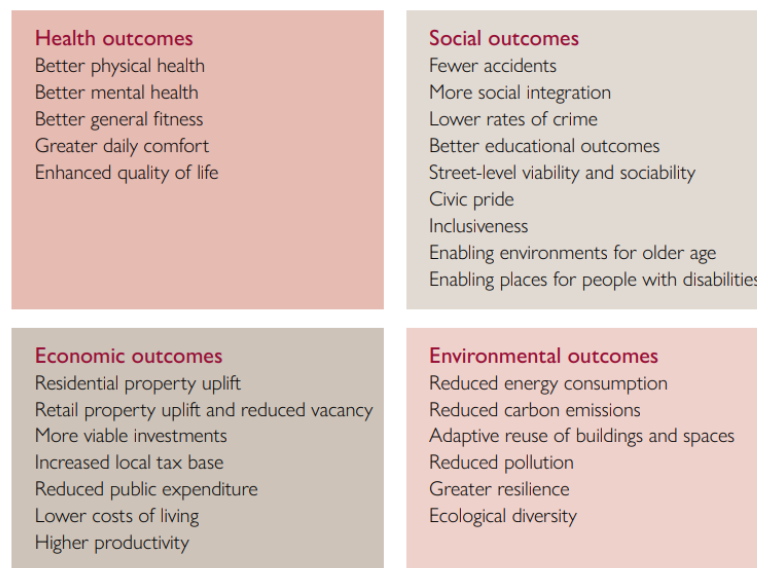 Health outcomes
Better physical health
Better mental health
Better general fitness
Greater daily comfort
Enhanced quality of life
Social outcomes
Fewer accidents
More social integration
Lower rates of crime
Better educational outcomes
Street-level viability and sociability
Civic pride
Inclusiveness
Enabling environments for older age
Enabling places for people with disabilities
Economic outcomes
Residential property uplift
Retail property uplift and reduced vacancy
More viable investments
Increased local tax base
Reduced public expenditure
Lower costs of living
Higher productivity
Environmental outcomes
Reduced energy consumption
Reduced carbon emissions
Adaptive reuse of buildings and spaces
Reduced pollution
Greater resilience
Ecological diversity